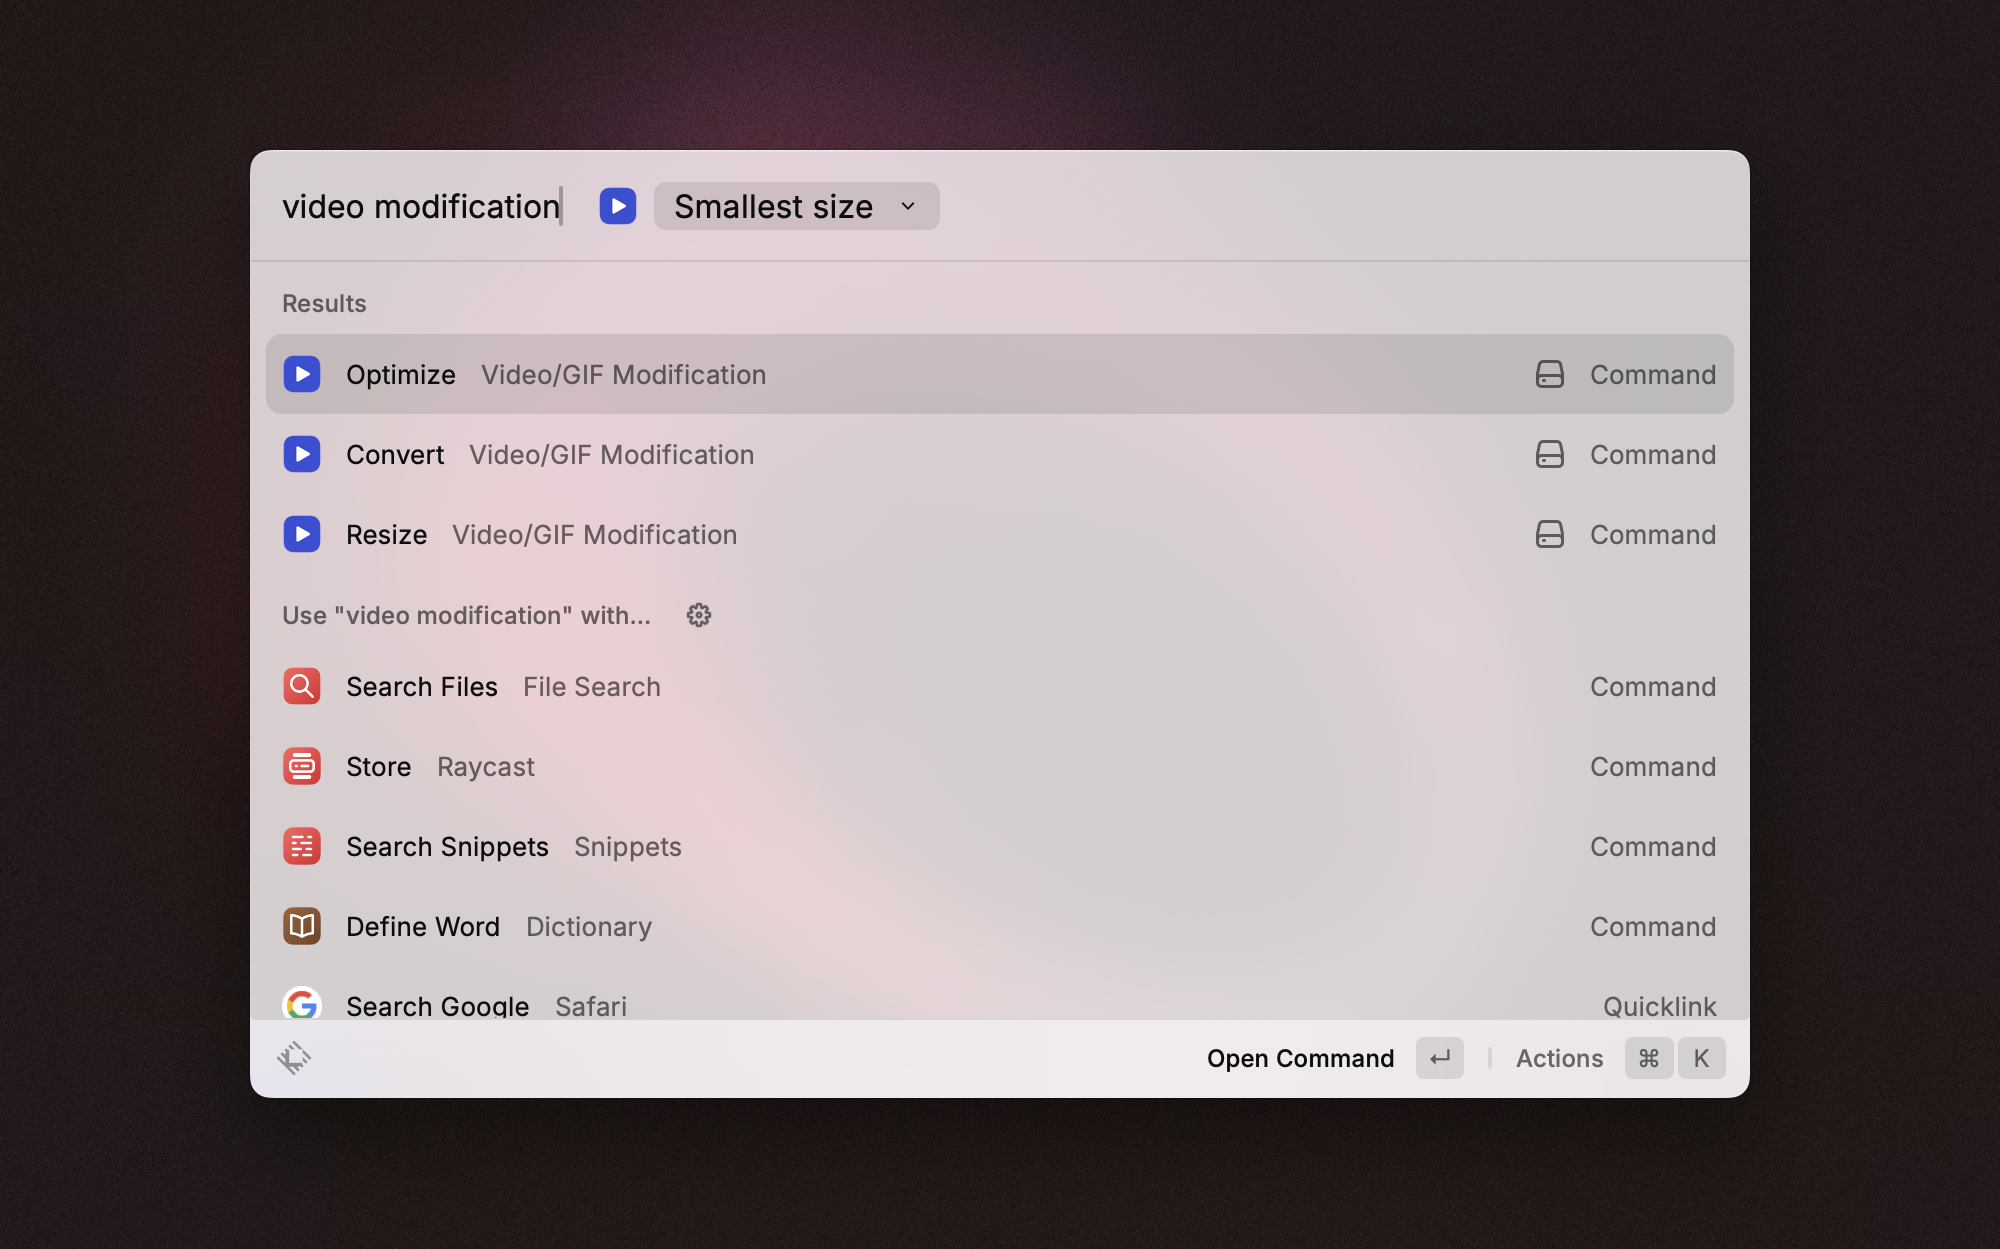 video modification Smallest size
Results
Optimize Video/GIF Modification Command
Convert Video/GIF Modification Command
Resize Video/GIF Modification Command
Use "video modification" with...
Search Files File Search Command
Store Raycast Command
Search Snippets Snippets Command
Define Word Dictionary Command
Search Google Safari Quicklink
Open Command ↵ Actions ⌘ K